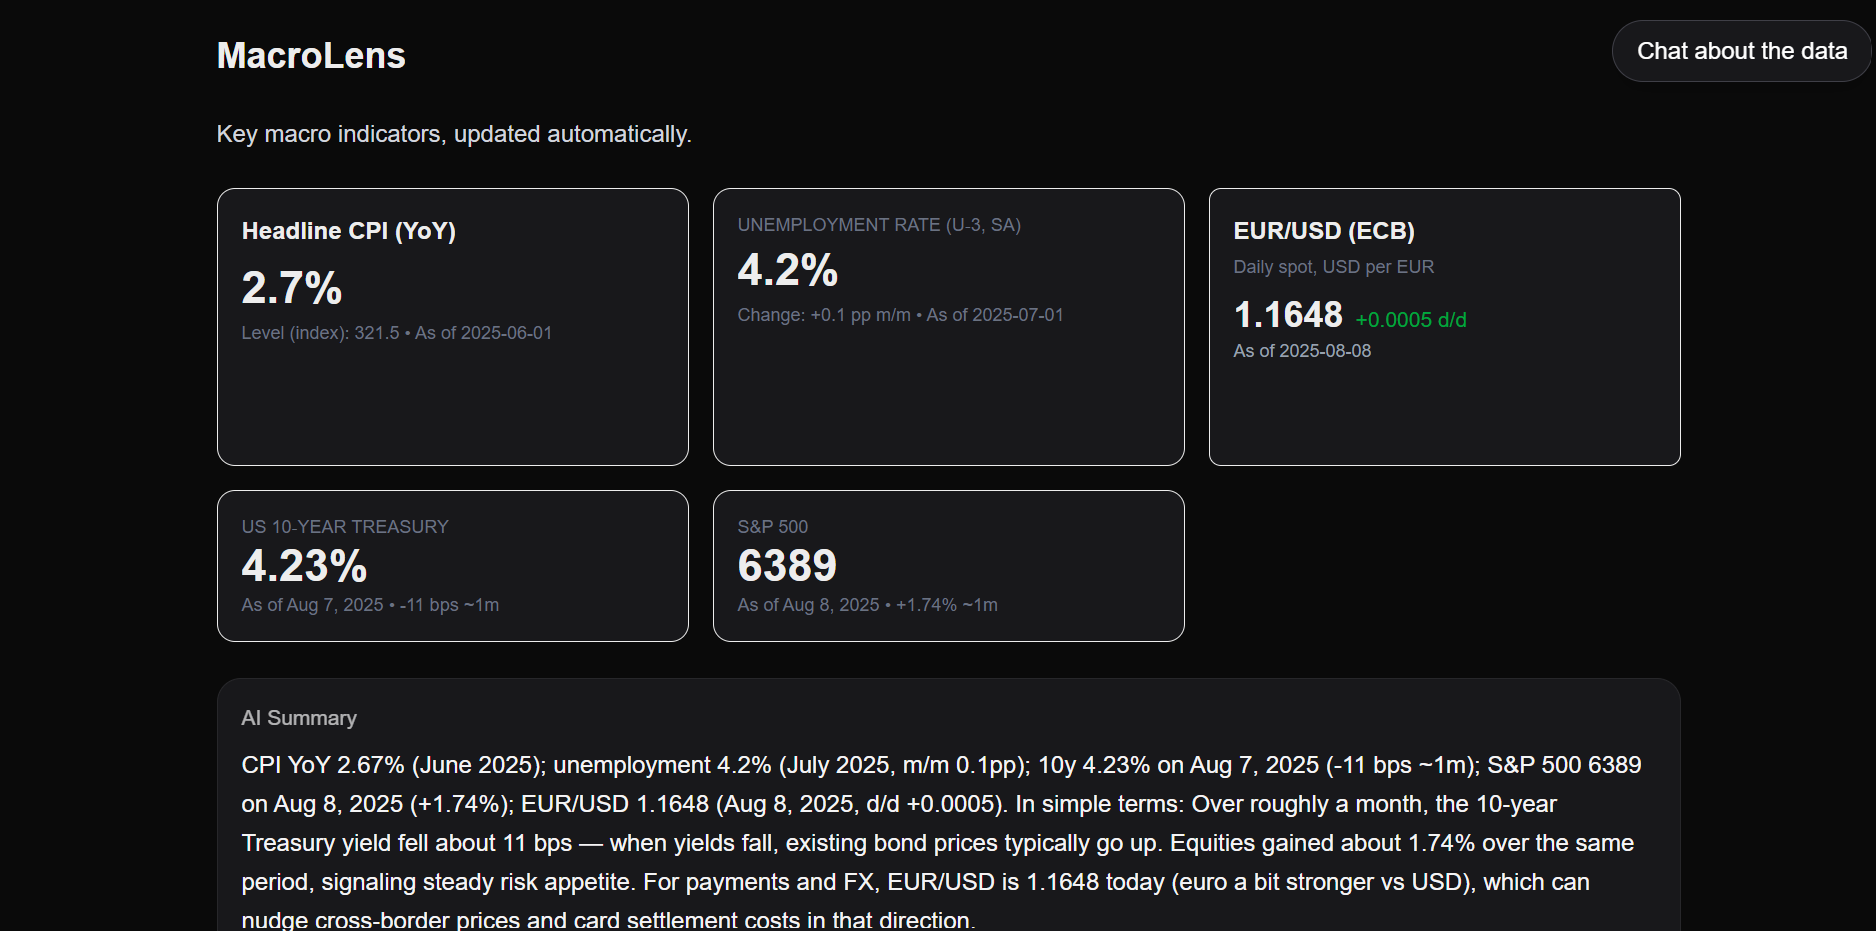 MacroLens
Chat about the data
Key macro indicators, updated automatically.
Headline CPI (YoY)
2.7%
Level (index): 321.5 • As of 2025-06-01
UNEMPLOYMENT RATE (U-3, SA)
4.2%
Change: +0.1 pp m/m • As of 2025-07-01
EUR/USD (ECB)
Daily spot, USD per EUR
1.1648 +0.0005 d/d
As of 2025-08-08
US 10-YEAR TREASURY
4.23%
As of Aug 7, 2025 • -11 bps ~1m
S&P 500
6389
As of Aug 8, 2025 • +1.74% ~1m
AI Summary
CPI YoY 2.67% (June 2025); unemployment 4.2% (July 2025, m/m 0.1pp); 10y 4.23% on Aug 7, 2025 (-11 bps ~1m); S&P 500 6389
on Aug 8, 2025 (+1.74%); EUR/USD 1.1648 (Aug 8, 2025, d/d +0.0005). In simple terms: Over roughly a month, the 10-year
Treasury yield fell about 11 bps — when yields fall, existing bond prices typically go up. Equities gained about 1.74% over the same
period, signaling steady risk appetite. For payments and FX, EUR/USD is 1.1648 today (euro a bit stronger vs USD), which can
nudge cross-border prices and card settlement costs in that direction.